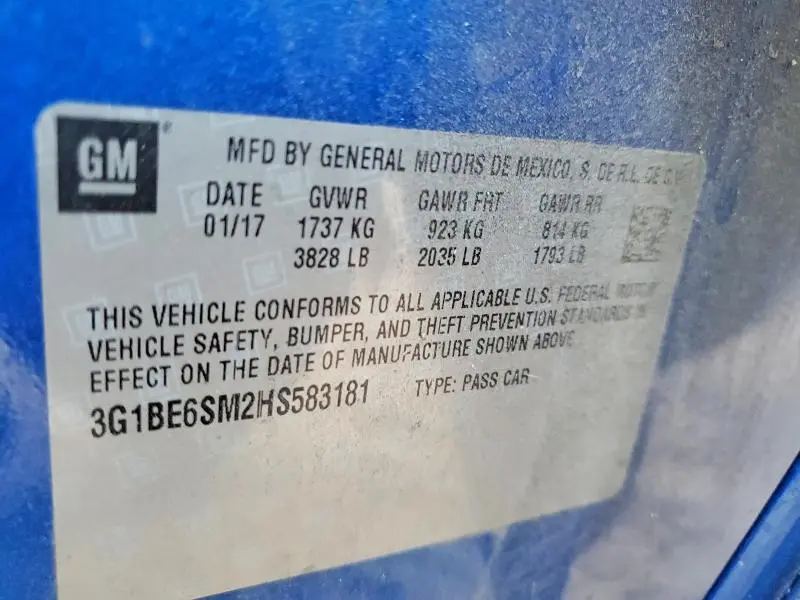 GM
MFD BY GENERAL MOTORS DE MEXICO, S. DE R.L. DE C.V.
DATE GVWR GAWR FRT GAWR RR
01/17 1737 KG 923 KG 814 KG
3828 LB 2035 LB 1793 LB
THIS VEHICLE CONFORMS TO ALL APPLICABLE U.S. FEDERAL MOTOR
VEHICLE SAFETY, BUMPER, AND THEFT PREVENTION STANDARDS IN
EFFECT ON THE DATE OF MANUFACTURE SHOWN ABOVE.
3G1BE6SM2HS583181 TYPE: PASS CAR